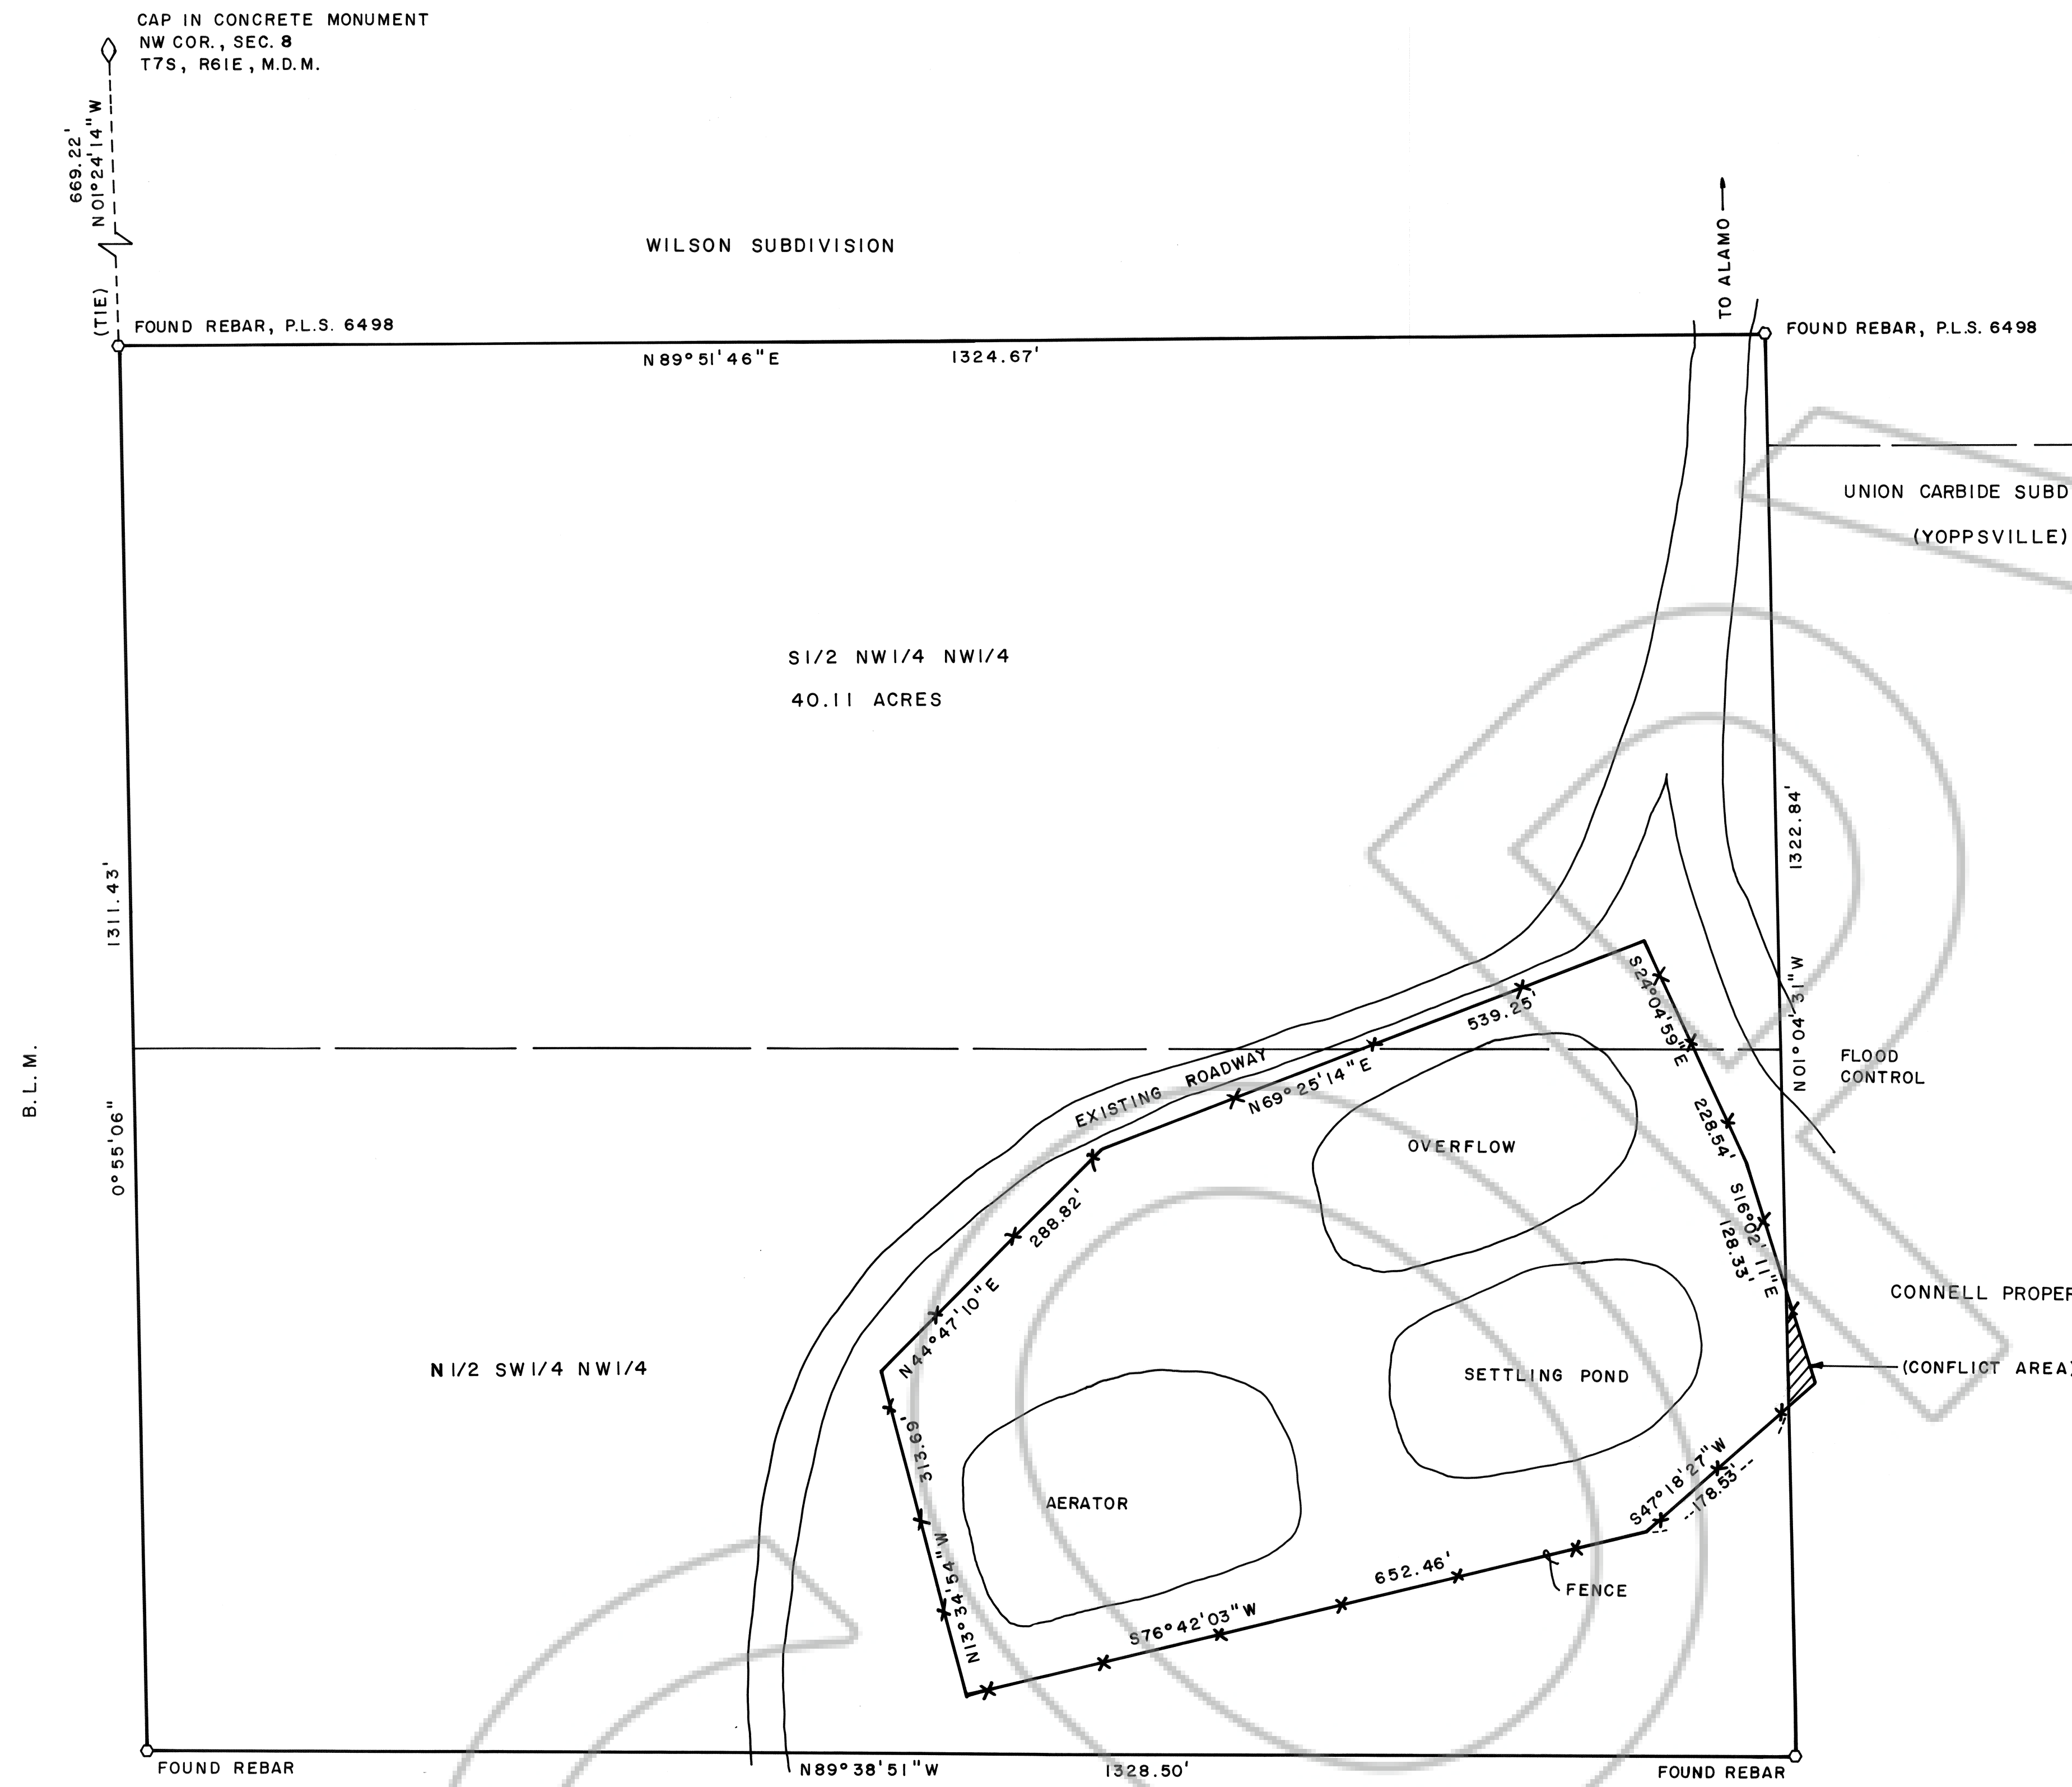 CAP IN CONCRETE MONUMENT
NW COR., SEC. 8
T7S, R61E, M.D.M.
669.22'
N01°24'14"W
(TIE)
WILSON SUBDIVISION
TO ALAMO
FOUND REBAR, P.L.S. 6498
FOUND REBAR, P.L.S. 6498
N89°51'46"E 1324.67'
UNION CARBIDE SUBD
(YOPPSVILLE)
S1/2 NW1/4 NW1/4
40.11 ACRES
1311.43'
0°55'06"
B.L.M.
1322.84'
N01°04'31"W
539.25'
N69°25'14"E
S24°04'59"E
228.54'
EXISTING ROADWAY
FLOOD
CONTROL
OVERFLOW
288.82'
N44°47'10"E
S16°02'11"E
128.33'
CONNELL PROPER
(CONFLICT AREA)
N1/2 SW1/4 NW1/4
SETTLING POND
313.69'
N13°34'54"W
AERATOR
S47°18'27"W
178.53'
652.46'
S76°42'03"W
FENCE
FOUND REBAR
N89°38'51"W 1328.50'
FOUND REBAR